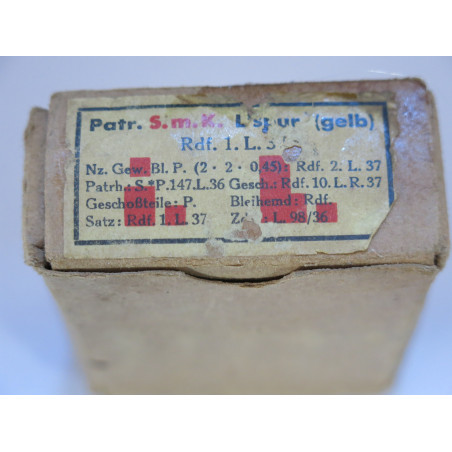 Patr. S.m.K. L'spur (gelb)
Rdf. 1. L. 37
Nz. Gew. Bl. P. (2 · 2 · 0,45): Rdf. 2. L. 37
Patrh.: S.*P.147.L.36 Gesch.: Rdf. 10. L.R. 37
Geschoßteile: P. Bleihemd: Rdf.
Satz: Rdf. 1. L. 37 L. 98/36